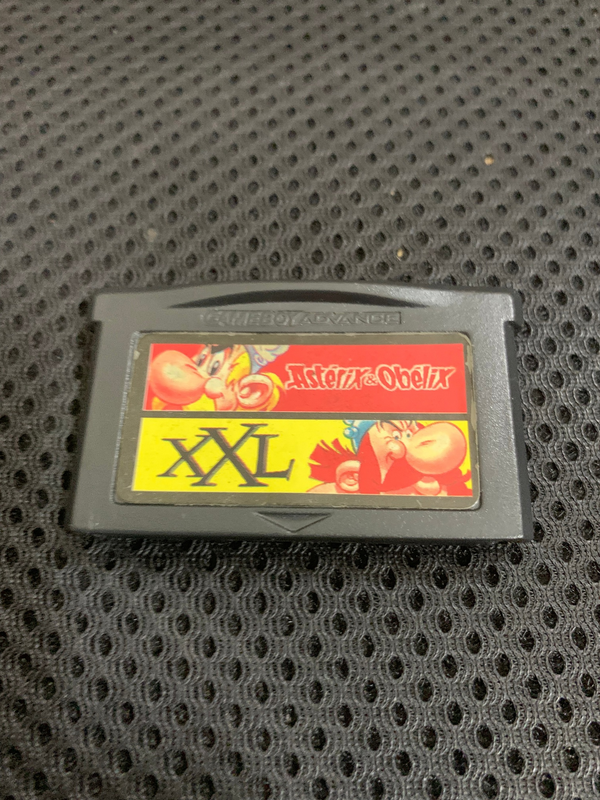 GAME BOY ADVANCE
Astérix & Obélix
XXL